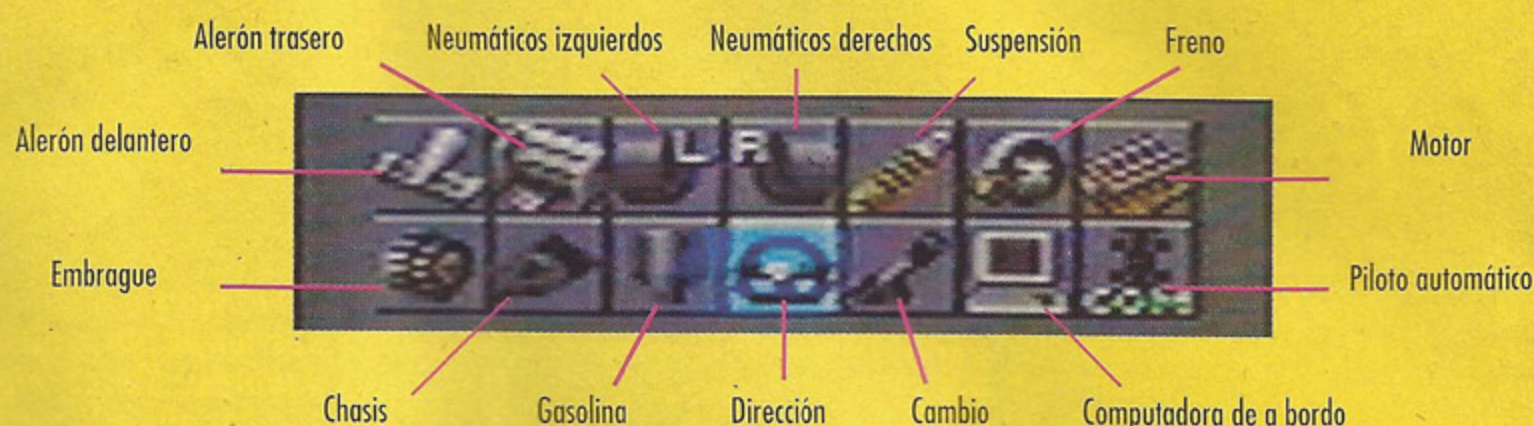 Alerón trasero
Neumáticos izquierdos
Neumáticos derechos
Suspensión
Freno
Alerón delantero
Motor
L
R
Embrague
Piloto automático
Chasis
Gasolina
Dirección
Cambio
Computadora de a bordo